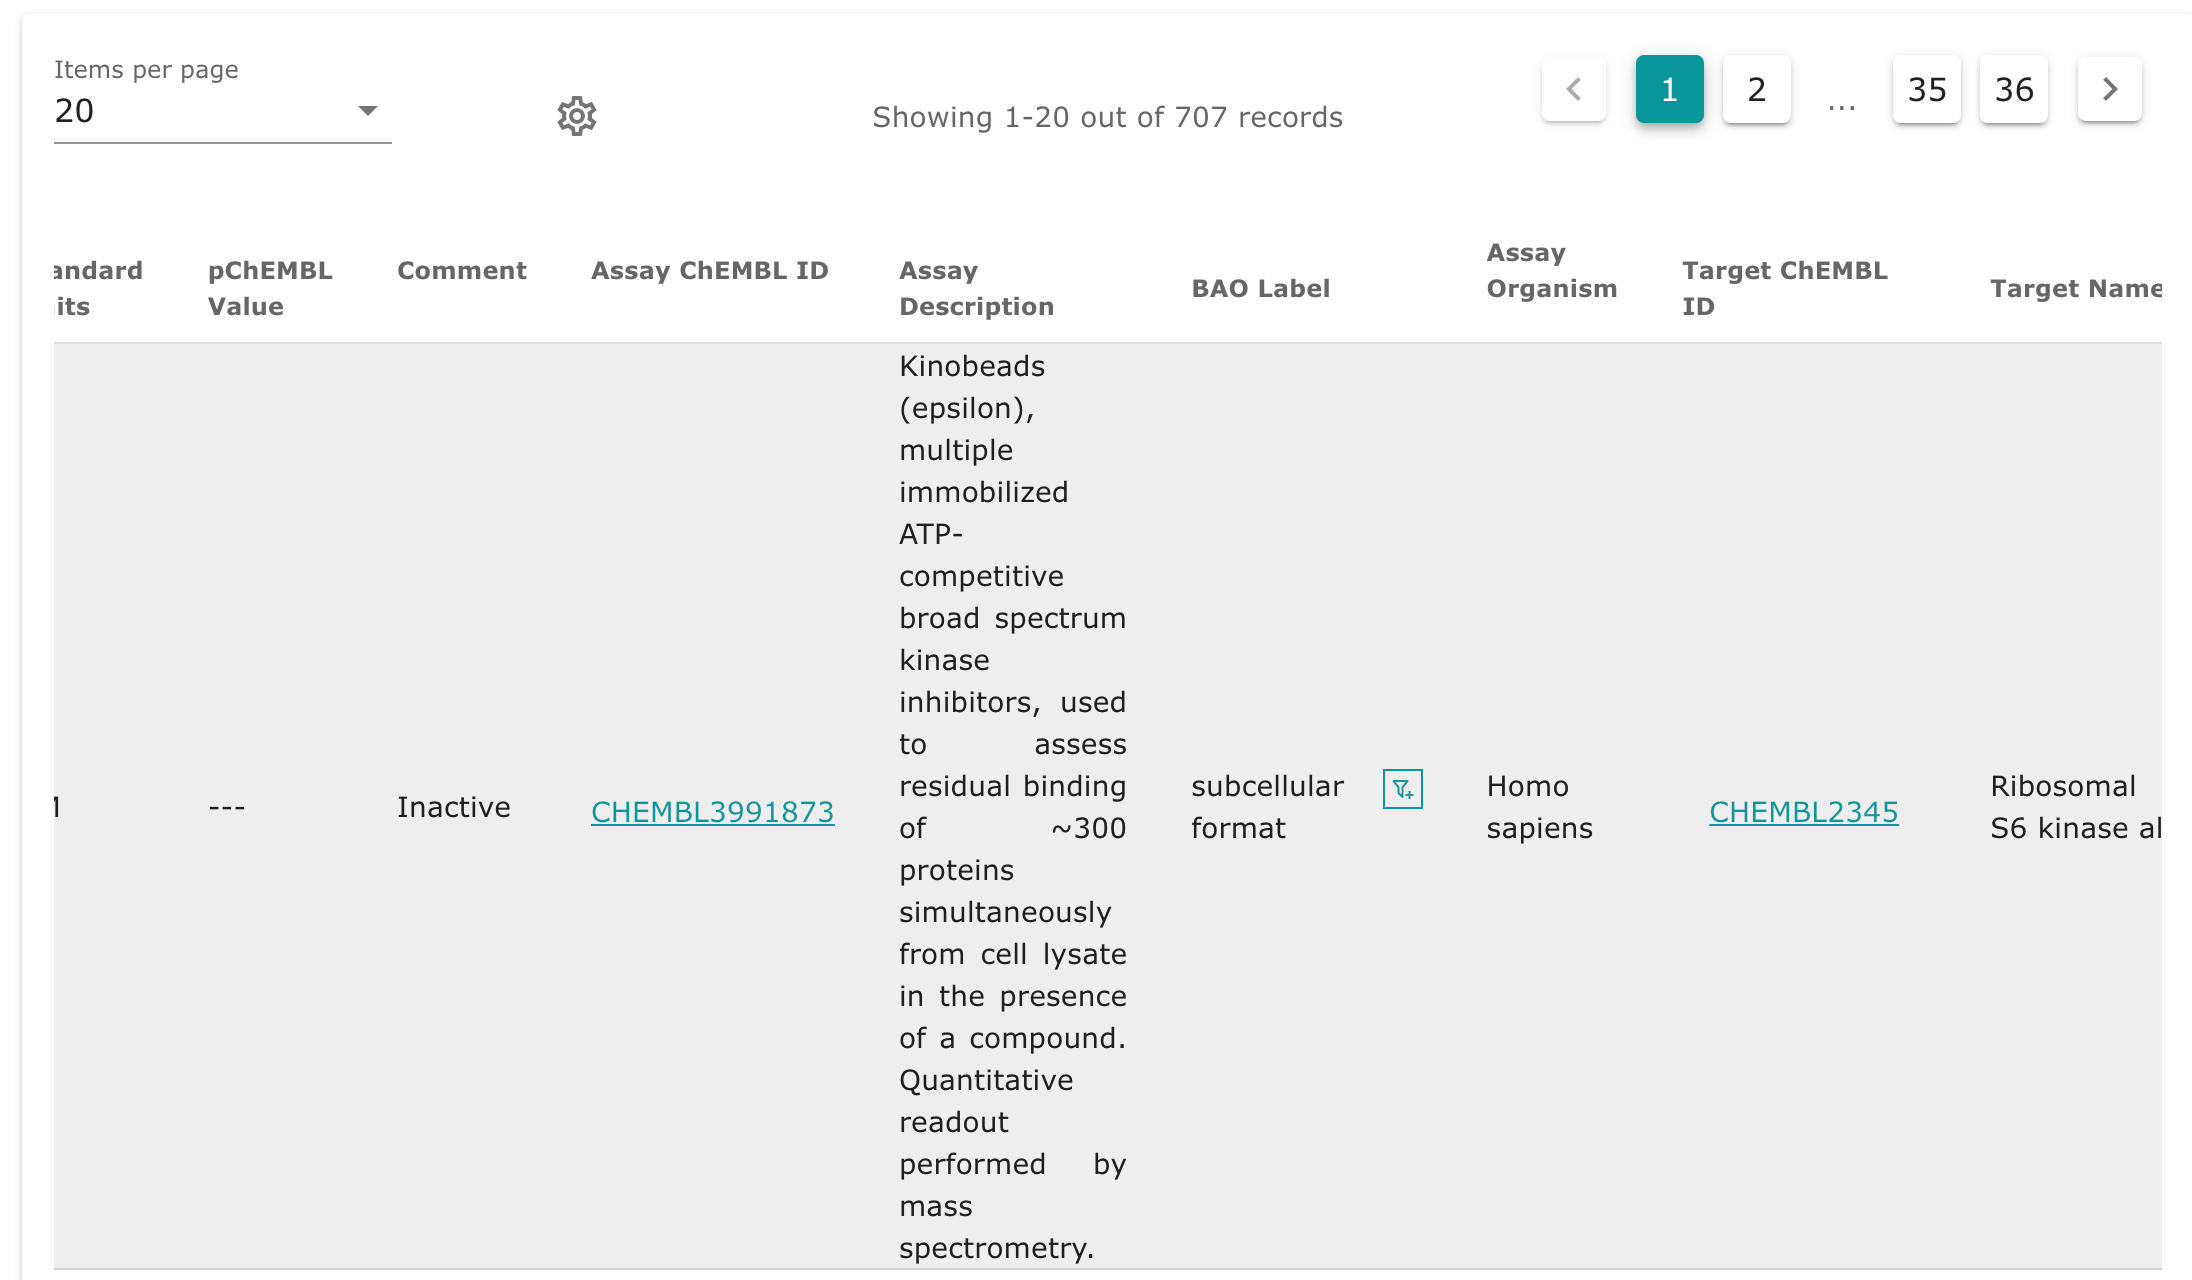 Items per page
20
Showing 1-20 out of 707 records
1
2
...
35
36
andard
its
pChEMBL
Value
Comment
Assay ChEMBL ID
Assay
Description
BAO Label
Assay
Organism
Target ChEMBL
ID
Target Name
---
Inactive
CHEMBL3991873
Kinobeads
(epsilon),
multiple
immobilized
ATP-
competitive
broad spectrum
kinase
inhibitors, used
to assess
residual binding
of ~300
proteins
simultaneously
from cell lysate
in the presence
of a compound.
Quantitative
readout
performed by
mass
spectrometry.
subcellular
format
Homo
sapiens
CHEMBL2345
Ribosomal
S6 kinase al